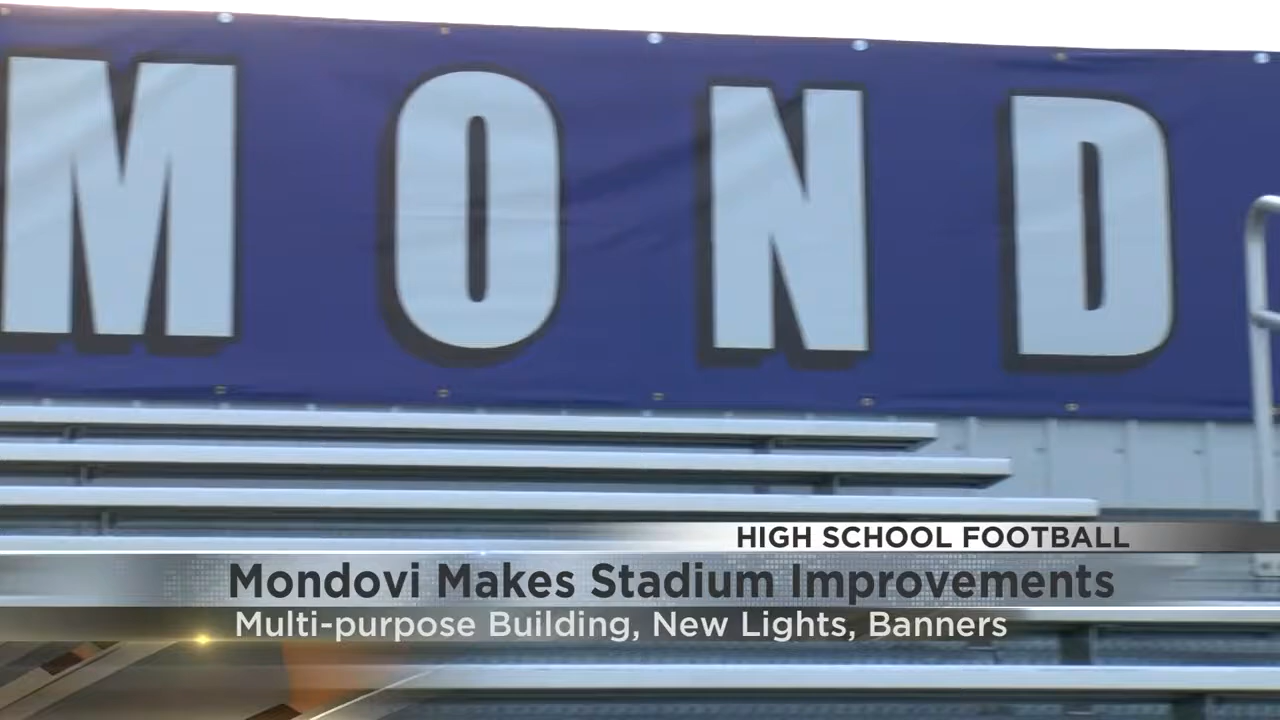 MOND
HIGH SCHOOL FOOTBALL
Mondovi Makes Stadium Improvements
Multi-purpose Building, New Lights, Banners